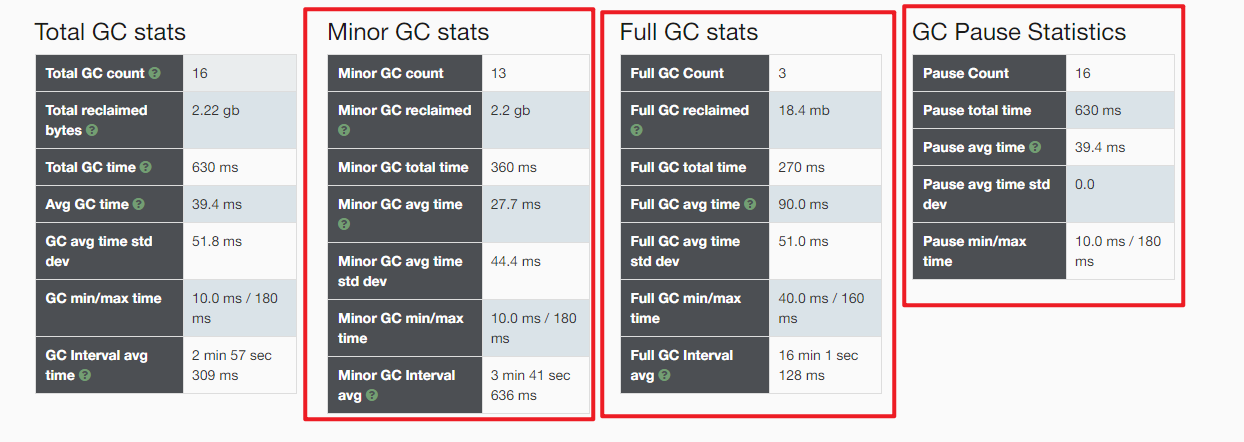 Total GC stats
Total GC count 16
Total reclaimed 2.22 gb
bytes
Total GC time 630 ms
Avg GC time 39.4 ms
GC avg time std 51.8 ms
dev
GC min/max time 10.0 ms / 180
ms
GC Interval avg 2 min 57 sec
time 309 ms
Minor GC stats
Minor GC count 13
Minor GC reclaimed 2.2 gb
Minor GC total time 360 ms
Minor GC avg time 27.7 ms
Minor GC avg time 44.4 ms
std dev
Minor GC min/max 10.0 ms / 180
time ms
Minor GC Interval 3 min 41 sec
avg 636 ms
Full GC stats
Full GC Count 3
Full GC reclaimed 18.4 mb
Full GC total time 270 ms
Full GC avg time 90.0 ms
Full GC avg time 51.0 ms
std dev
Full GC min/max 40.0 ms / 160
time ms
Full GC Interval 16 min 1 sec
avg 128 ms
GC Pause Statistics
Pause Count 16
Pause total time 630 ms
Pause avg time 39.4 ms
Pause avg time std 0.0
dev
Pause min/max 10.0 ms / 180
time ms